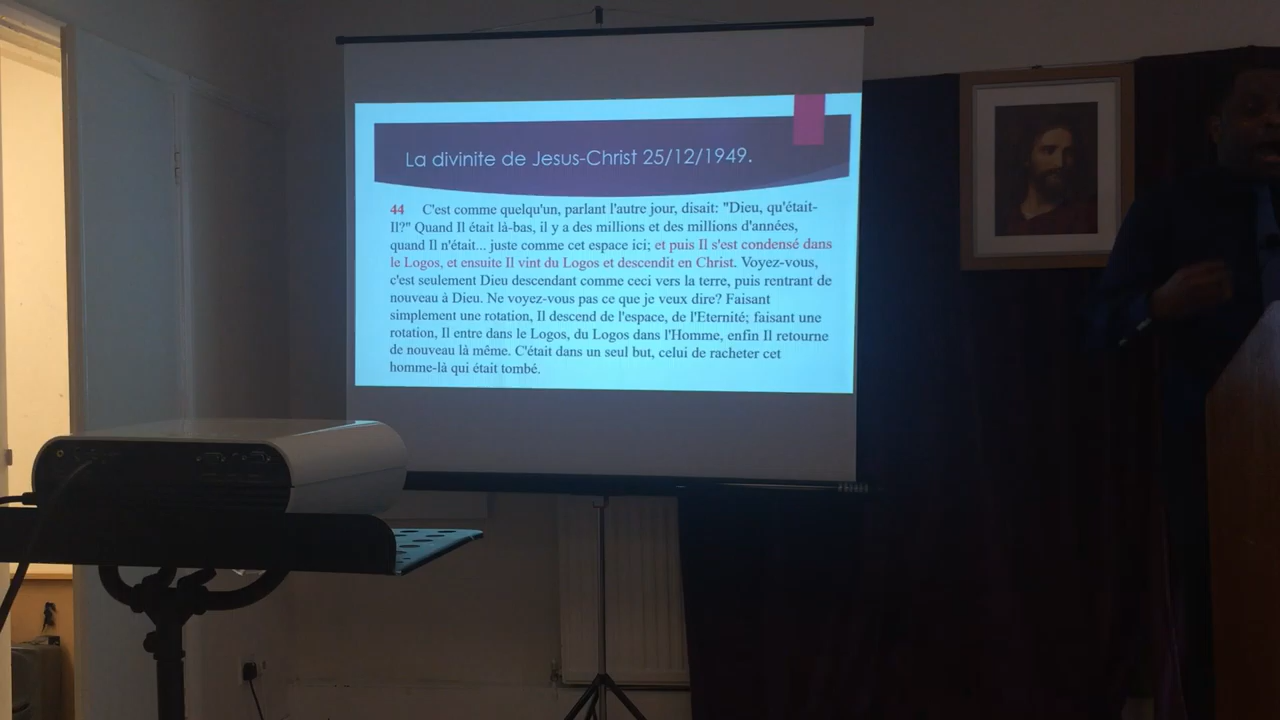 La divinite de Jesus-Christ 25/12/1949.
44 C'est comme quelqu'un, parlant l'autre jour, disait: "Dieu, qu'était-
Il?" Quand Il était là-bas, il y a des millions et des millions d'années,
quand Il n'était... juste comme cet espace ici; et puis Il s'est condensé dans
le Logos, et ensuite Il vint du Logos et descendit en Christ. Voyez-vous,
c'est seulement Dieu descendant comme ceci vers la terre, puis rentrant de
nouveau à Dieu. Ne voyez-vous pas ce que je veux dire? Faisant
simplement une rotation, Il descend de l'espace, de l'Eternité; faisant une
rotation, Il entre dans le Logos, du Logos dans l'Homme, enfin Il retourne
de nouveau là même. C'était dans un seul but, celui de racheter cet
homme-là qui était tombé.